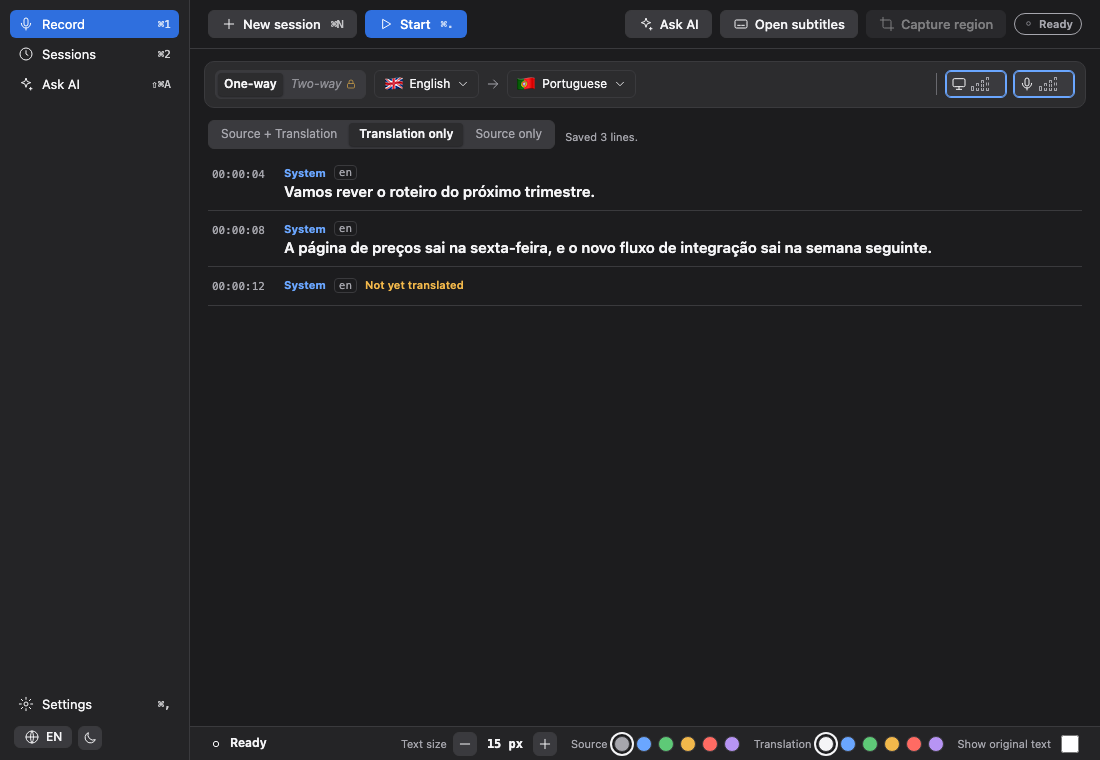 Record ⌘1
Sessions ⌘2
Ask AI ⇧⌘A
New session ⌘N
Start ⌘.
Ask AI
Open subtitles
Capture region
Ready
One-way
Two-way
English
Portuguese
Source + Translation
Translation only
Source only
Saved 3 lines.
00:00:04 System en
Vamos rever o roteiro do próximo trimestre.
00:00:08 System en
A página de preços sai na sexta-feira, e o novo fluxo de integração sai na semana seguinte.
00:00:12 System en Not yet translated
Settings ⌘,
EN
Ready
Text size
15 px
Source
Translation
Show original text